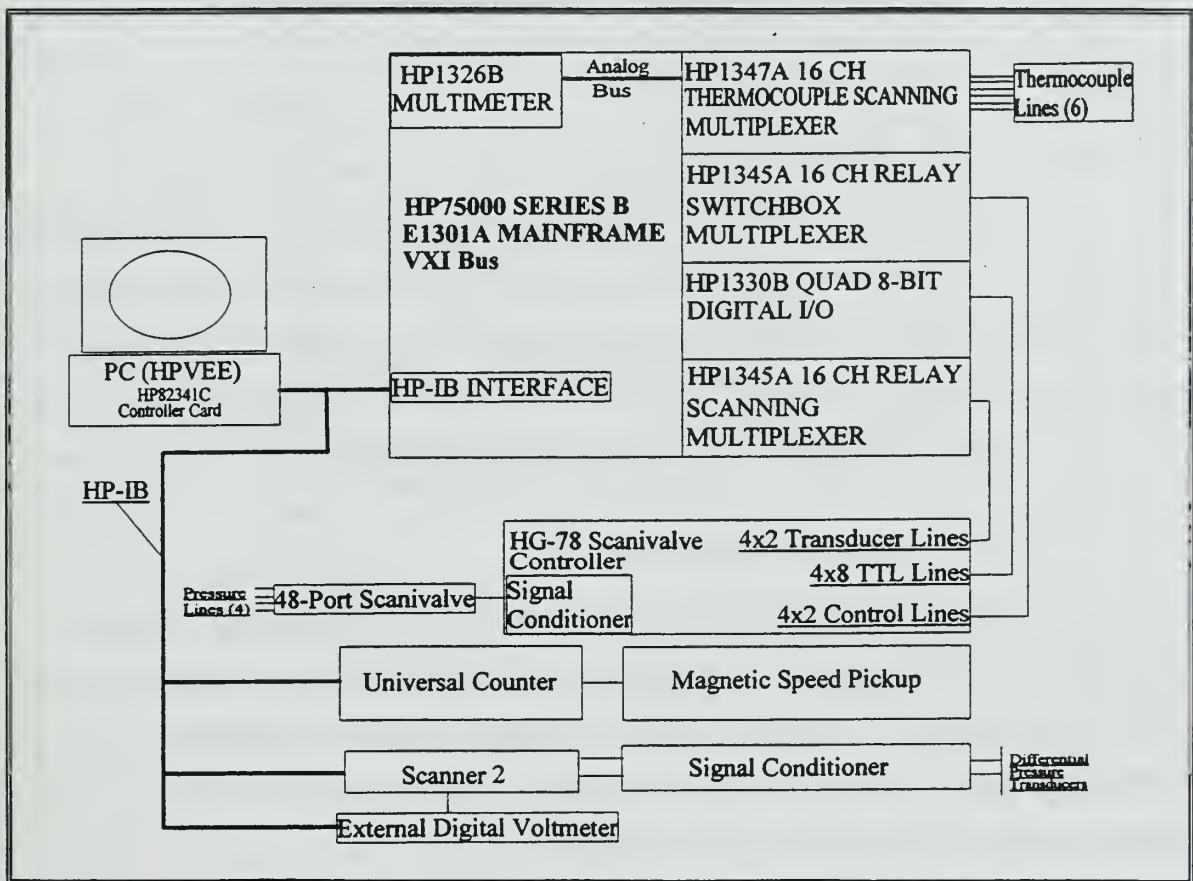 HP1326B
MULTIMETER
Analog
Bus
HP1347A 16 CH
THERMOCOUPLE SCANNING
MULTIPLEXER
Thermocouple
Lines (6)
HP1345A 16 CH RELAY
SWITCHBOX
MULTIPLEXER
HP75000 SERIES B
E1301A MAINFRAME
VXI Bus
HP1330B QUAD 8-BIT
DIGITAL I/O
PC (HPVEE)
HP82341C
Controller Card
HP-IB INTERFACE
HP1345A 16 CH RELAY
SCANNING
MULTIPLEXER
HP-IB
HG-78 Scanivalve
Controller
4x2 Transducer Lines
4x8 TTL Lines
4x2 Control Lines
Signal
Conditioner
Pressure
Lines (4)
48-Port Scanivalve
Universal Counter
Magnetic Speed Pickup
Scanner 2
Signal Conditioner
Differential
Pressure
Transducers
External Digital Voltmeter